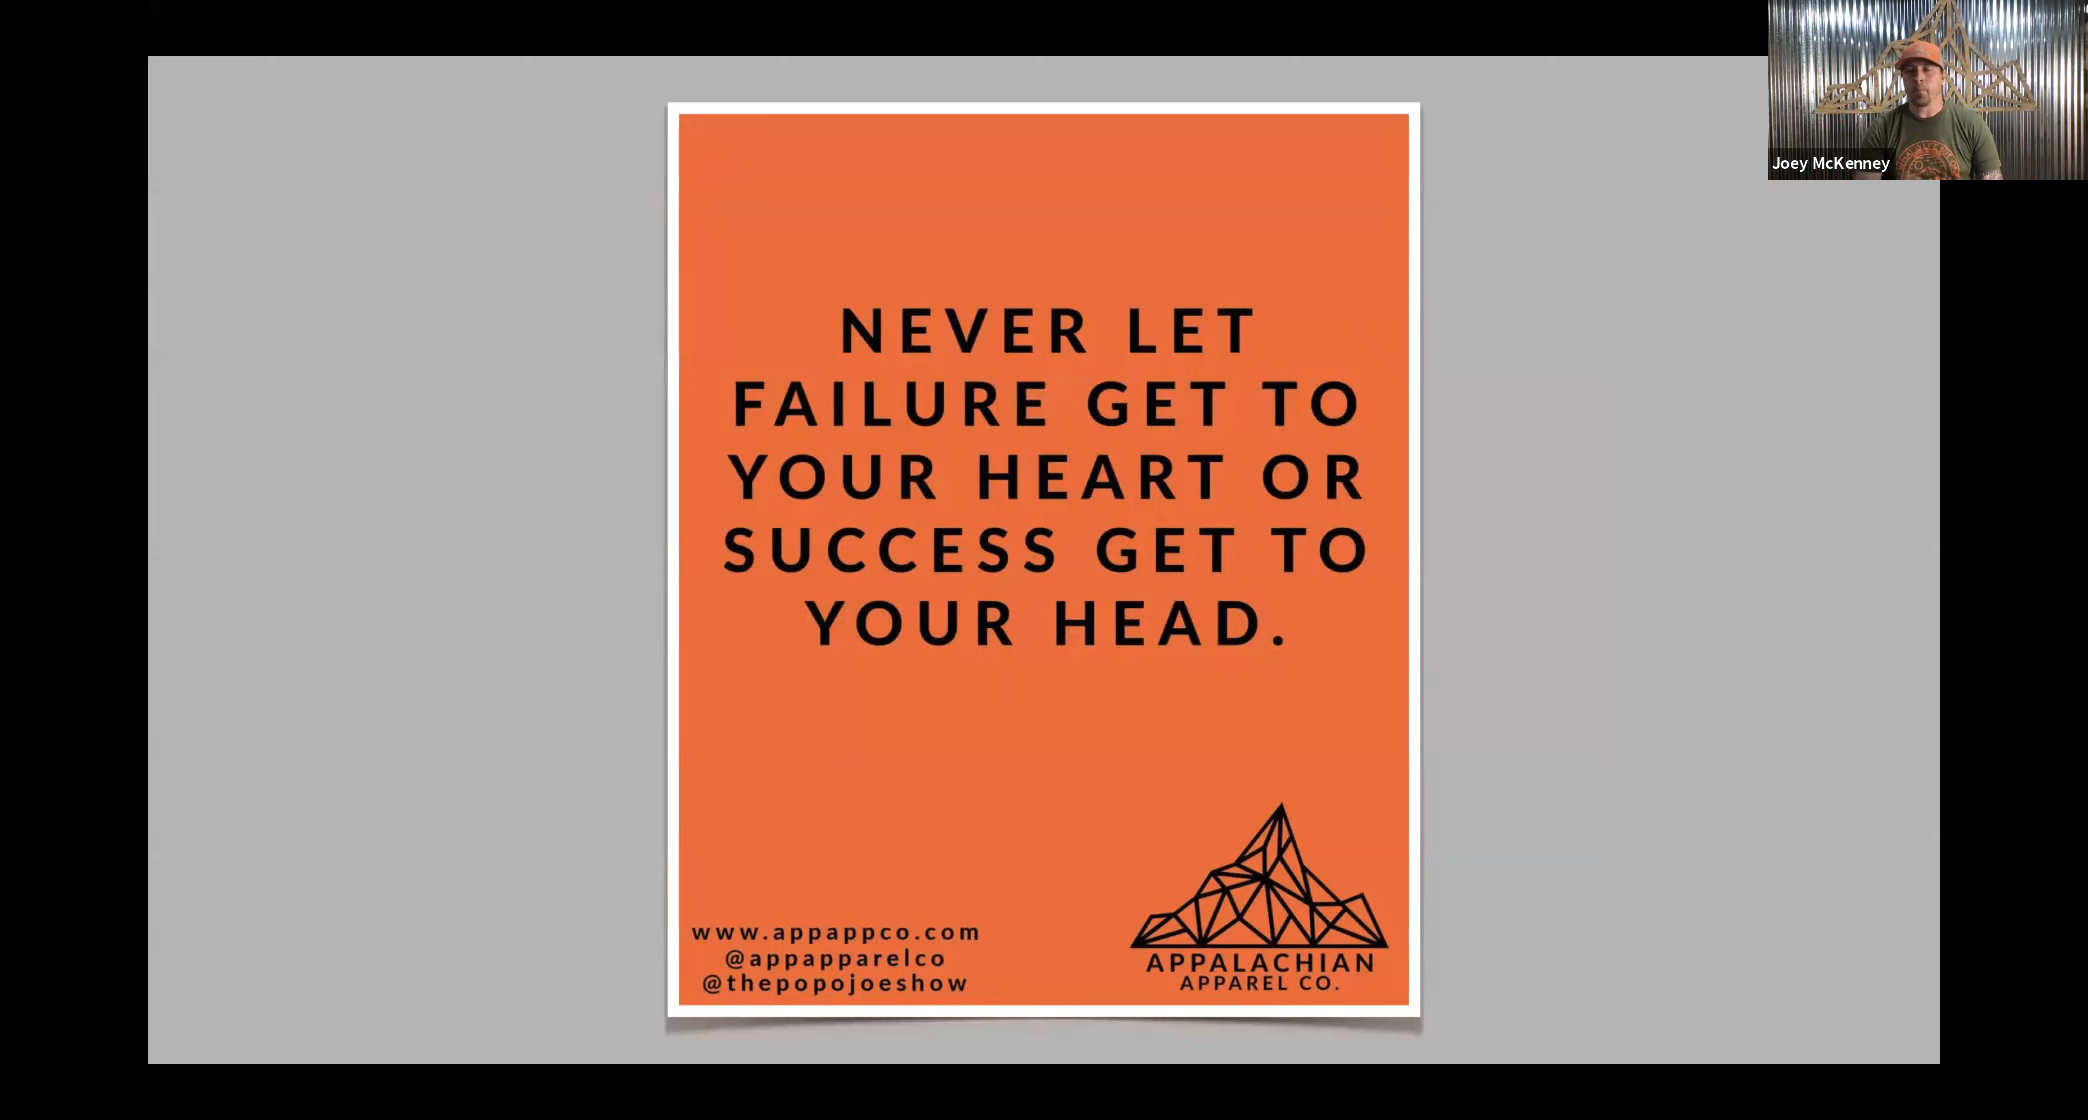 NEVER LET
FAILURE GET TO
YOUR HEART OR
SUCCESS GET TO
YOUR HEAD.
www.appappco.com
@appapparelco
@thepopojoeshow
APPALACHIAN
APPAREL CO.
Joey McKenney